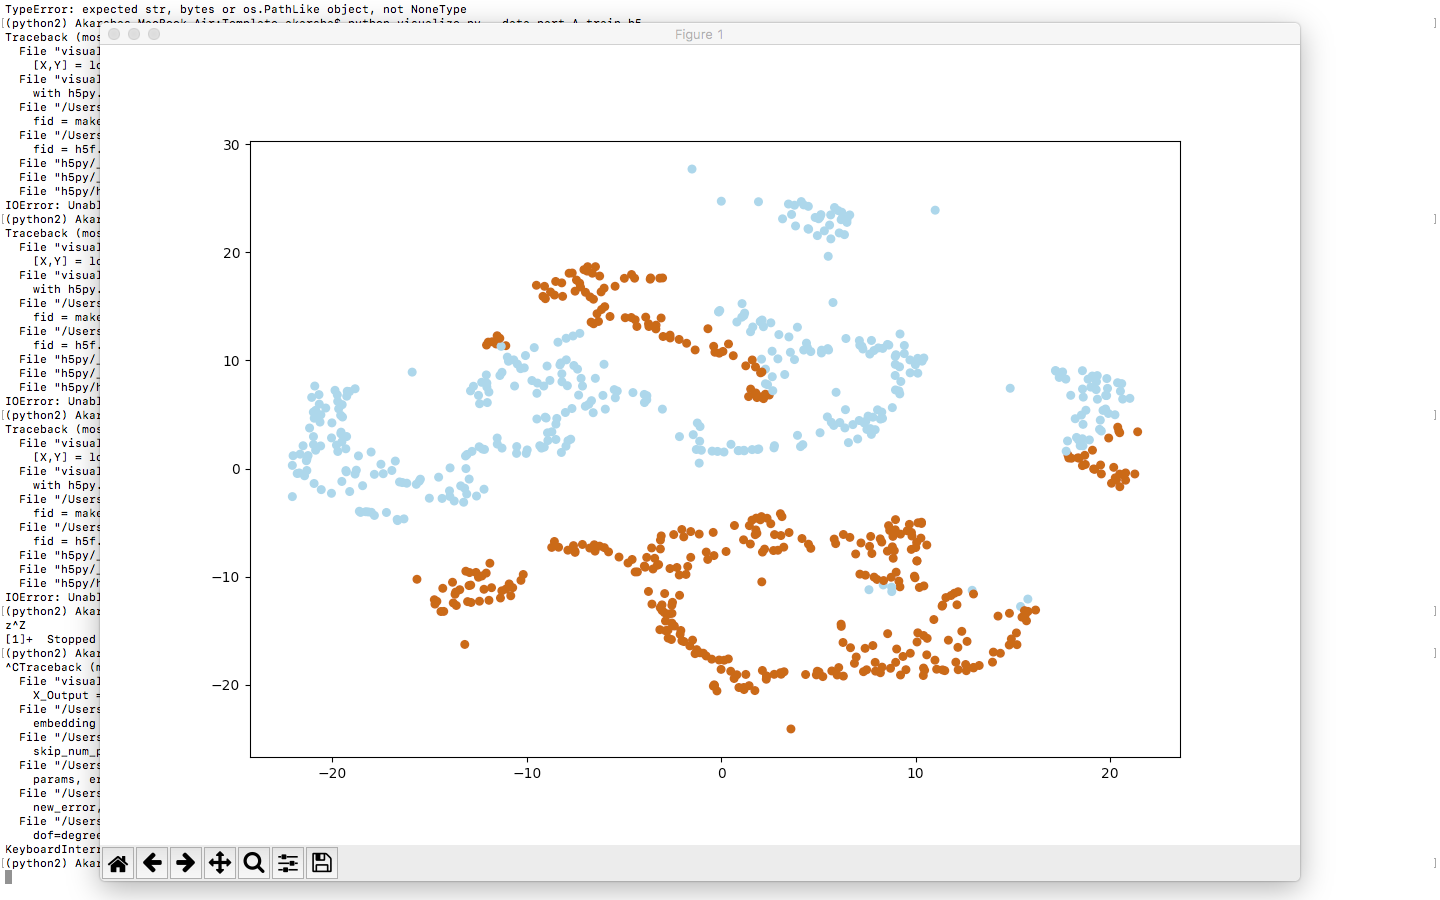 TypeError: expected str, bytes or os.PathLike object, not NoneType
Traceback (mos
File "visual
[X,Y] = lo
File "visual
with h5py.
File "/Users
fid = make
File "/Users
fid = h5f.
File "h5py/_
File "h5py/_
File "h5py/h
IOError: Unabl
(python2) Akar
Traceback (mos
File "visual
[X,Y] = lo
File "visual
with h5py.
File "/Users
fid = make
File "/Users
fid = h5f.
File "h5py/_
File "h5py/_
File "h5py/h
IOError: Unabl
(python2) Akar
Traceback (mos
File "visual
[X,Y] = lo
File "visual
with h5py.
File "/Users
fid = make
File "/Users
fid = h5f.
File "h5py/_
File "h5py/_
File "h5py/h
IOError: Unabl
(python2) Akar
z^Z
[1]+  Stopped
(python2) Akar
^CTraceback (m
File "visual
X_Output =
File "/Users
embedding
File "/Users
skip_num_p
File "/Users
params, er
File "/Users
new_error,
File "/Users
dof=degree
KeyboardInterr
(python2) Akar
Figure 1
30
20
10
0
−10
−20
−20 −10 0 10 20